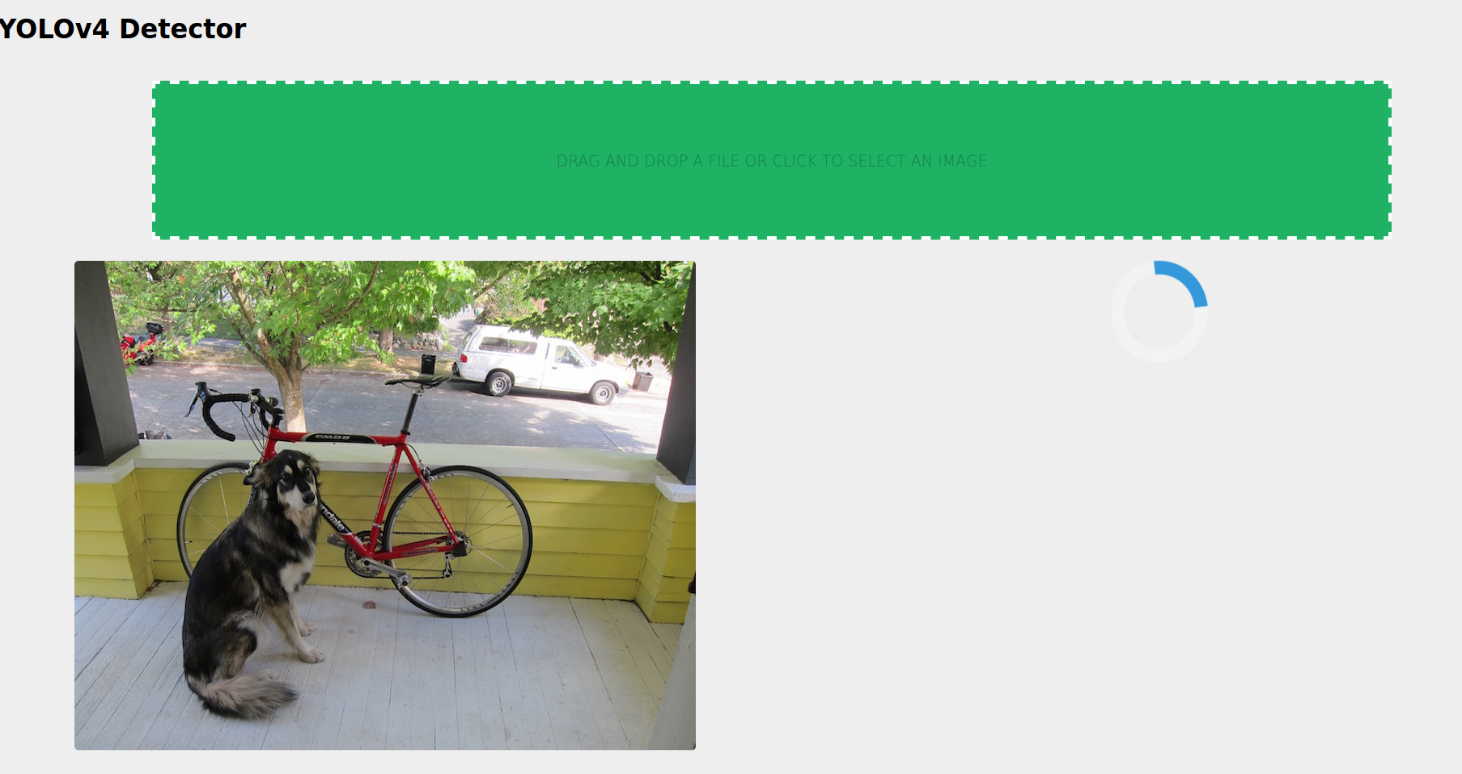 YOLOv4 Detector
DRAG AND DROP A FILE OR CLICK TO SELECT AN IMAGE